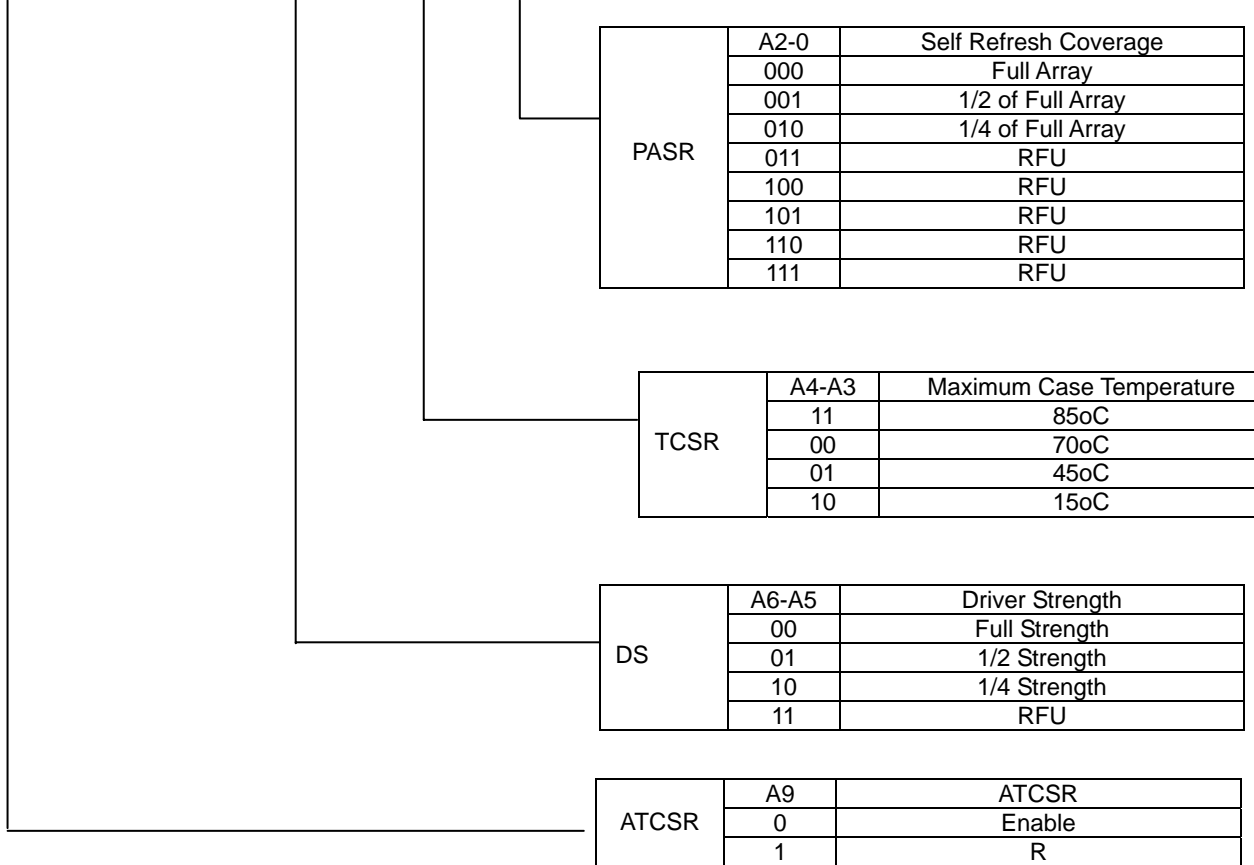 A2-0 Self Refresh Coverage
000 Full Array
001 1/2 of Full Array
010 1/4 of Full Array
PASR
011 RFU
100 RFU
101 RFU
110 RFU
111 RFU
A4-A3 Maximum Case Temperature
11 85oC
TCSR
00 70oC
01 45oC
10 15oC
A6-A5 Driver Strength
00 Full Strength
DS
01 1/2 Strength
10 1/4 Strength
11 RFU
A9 ATCSR
ATCSR
0 Enable
1 R